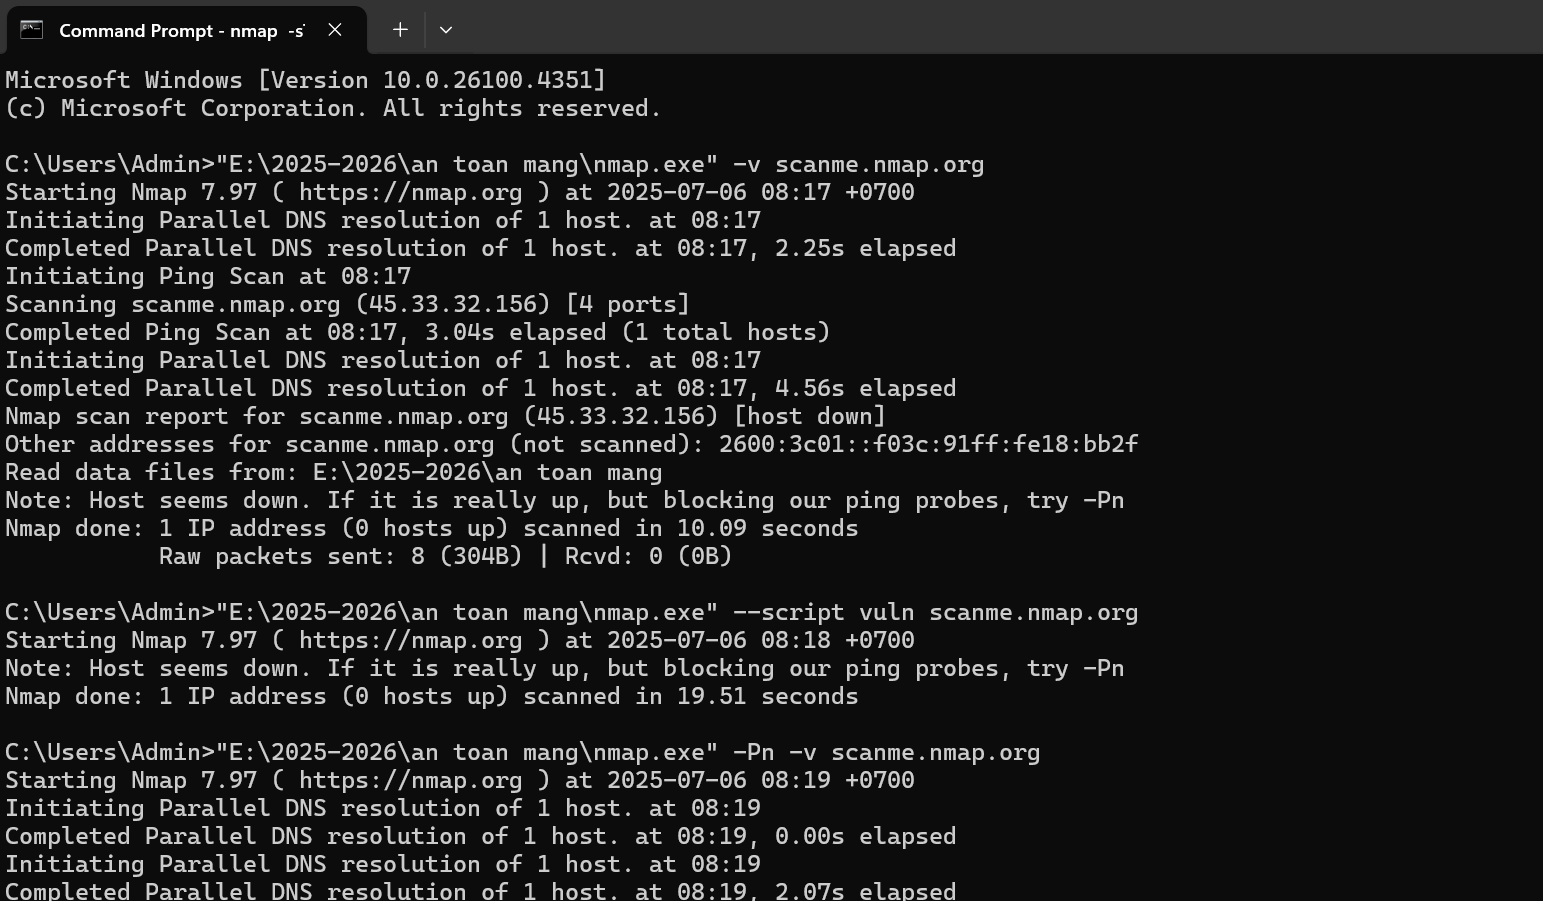 Command Prompt - nmap -s'
Microsoft Windows [Version 10.0.26100.4351]
(c) Microsoft Corporation. All rights reserved.
C:\Users\Admin>"E:\2025-2026\an toan mang\nmap.exe" -v scanme.nmap.org
Starting Nmap 7.97 ( https://nmap.org ) at 2025-07-06 08:17 +0700
Initiating Parallel DNS resolution of 1 host. at 08:17
Completed Parallel DNS resolution of 1 host. at 08:17, 2.25s elapsed
Initiating Ping Scan at 08:17
Scanning scanme.nmap.org (45.33.32.156) [4 ports]
Completed Ping Scan at 08:17, 3.04s elapsed (1 total hosts)
Initiating Parallel DNS resolution of 1 host. at 08:17
Completed Parallel DNS resolution of 1 host. at 08:17, 4.56s elapsed
Nmap scan report for scanme.nmap.org (45.33.32.156) [host down]
Other addresses for scanme.nmap.org (not scanned): 2600:3c01::f03c:91ff:fe18:bb2f
Read data files from: E:\2025-2026\an toan mang
Note: Host seems down. If it is really up, but blocking our ping probes, try -Pn
Nmap done: 1 IP address (0 hosts up) scanned in 10.09 seconds
Raw packets sent: 8 (304B) | Rcvd: 0 (0B)
C:\Users\Admin>"E:\2025-2026\an toan mang\nmap.exe" --script vuln scanme.nmap.org
Starting Nmap 7.97 ( https://nmap.org ) at 2025-07-06 08:18 +0700
Note: Host seems down. If it is really up, but blocking our ping probes, try -Pn
Nmap done: 1 IP address (0 hosts up) scanned in 19.51 seconds
C:\Users\Admin>"E:\2025-2026\an toan mang\nmap.exe" -Pn -v scanme.nmap.org
Starting Nmap 7.97 ( https://nmap.org ) at 2025-07-06 08:19 +0700
Initiating Parallel DNS resolution of 1 host. at 08:19
Completed Parallel DNS resolution of 1 host. at 08:19, 0.00s elapsed
Initiating Parallel DNS resolution of 1 host. at 08:19
Completed Parallel DNS resolution of 1 host. at 08:19, 2.07s elapsed